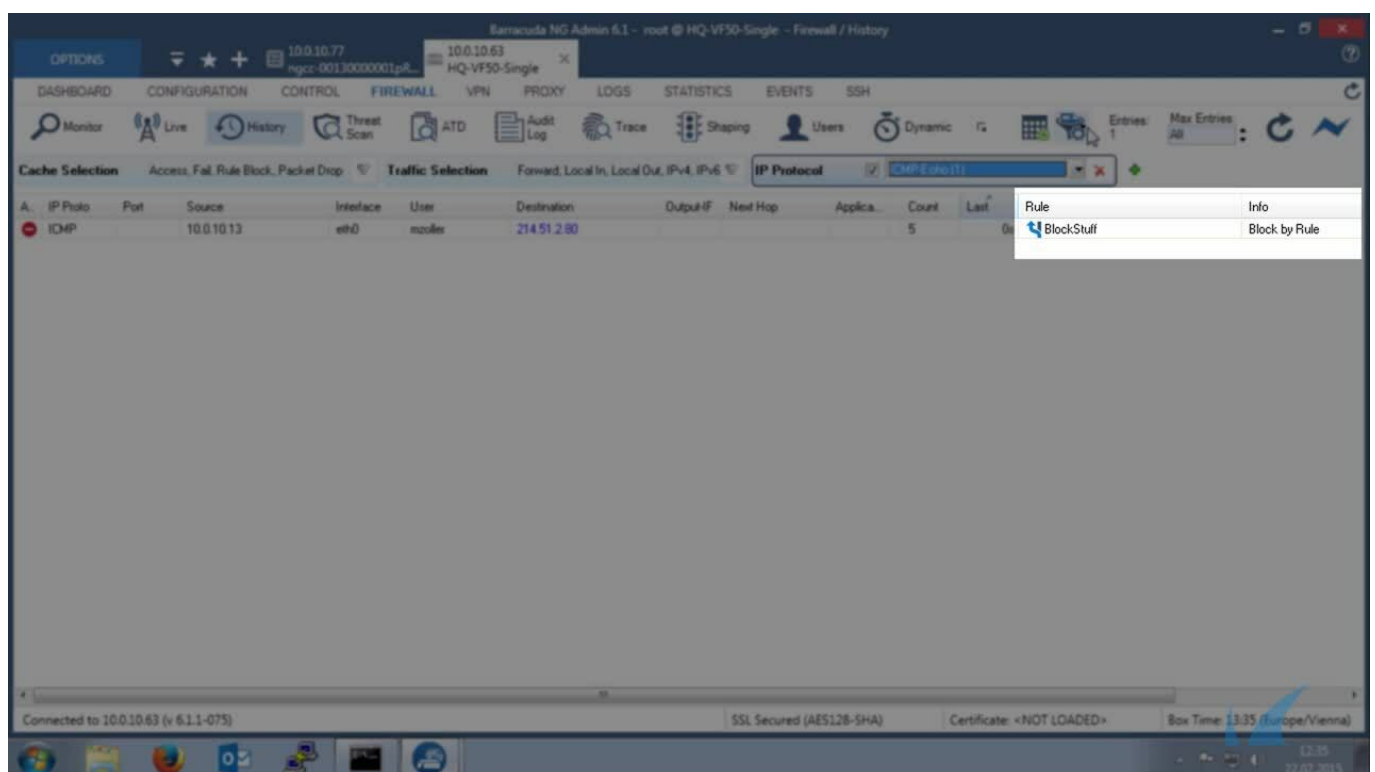 Barracuda NG Admin 6.1 - root @ HQ-VF50-Single - Firewall / History
OPTIONS
10.0.10.77
ngcc-00130000001pR...
10.0.10.63
HQ-VF50-Single
DASHBOARD CONFIGURATION CONTROL FIREWALL VPN PROXY LOGS STATISTICS EVENTS SSH
Monitor Live History Threat Scan ATD Audit Log Trace Shaping Users Dynamic Entries: 1 Max Entries: All
Cache Selection Access, Fail, Rule Block, Packet Drop Traffic Selection Forward, Local In, Local Out, IPv4, IPv6 IP Protocol ICMP Echo (1)
A. IP Proto Port Source Interface User Destination Output-IF Next Hop Applica... Count Last Rule Info
ICMP 10.0.10.13 eth0 mzoller 214.51.2.80 5 BlockStuff Block by Rule
Connected to 10.0.10.63 (v 6.1.1-075) SSL Secured (AES128-SHA) Certificate: <NOT LOADED> Box Time: 13:35 (Europe/Vienna)
12:35
22.07.2015